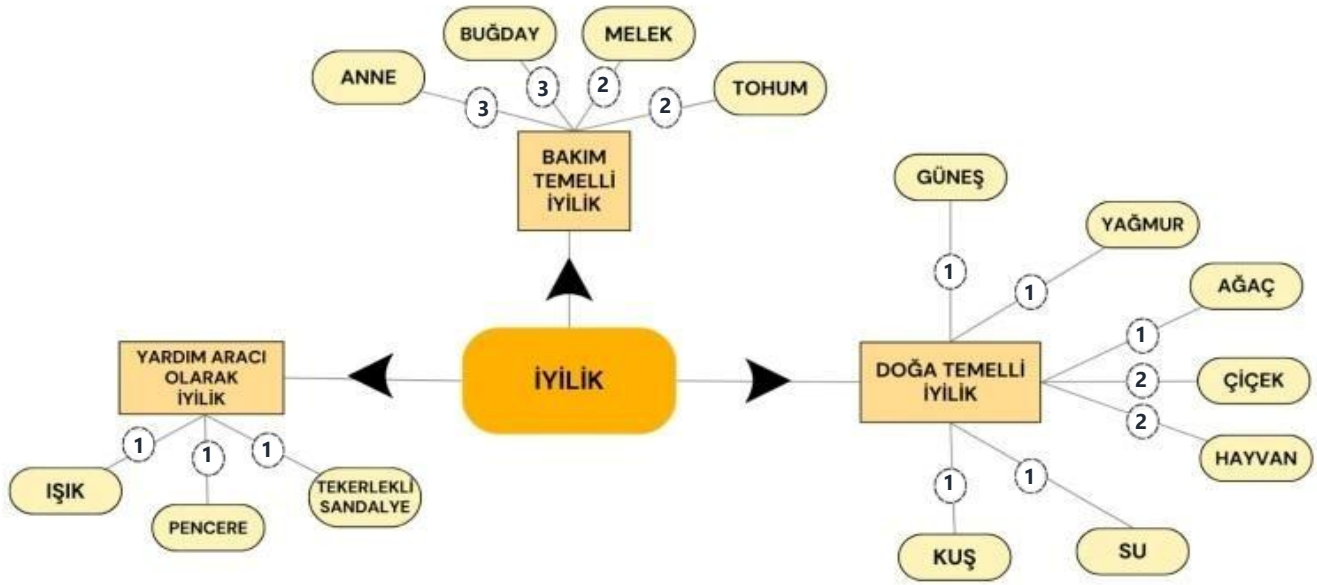 BUĞDAY
MELEK
ANNE
TOHUM
3
3
2
2
BAKIM
TEMELLİ
İYİLİK
GÜNEŞ
YAĞMUR
AĞAÇ
1
1
1
YARDIM ARACI
OLARAK
İYİLİK
İYİLİK
DOĞA TEMELLİ
İYİLİK
2
ÇİÇEK
2
HAYVAN
1
1
1
IŞIK
PENCERE
TEKERLEKLİ
SANDALYE
1
1
KUŞ
SU